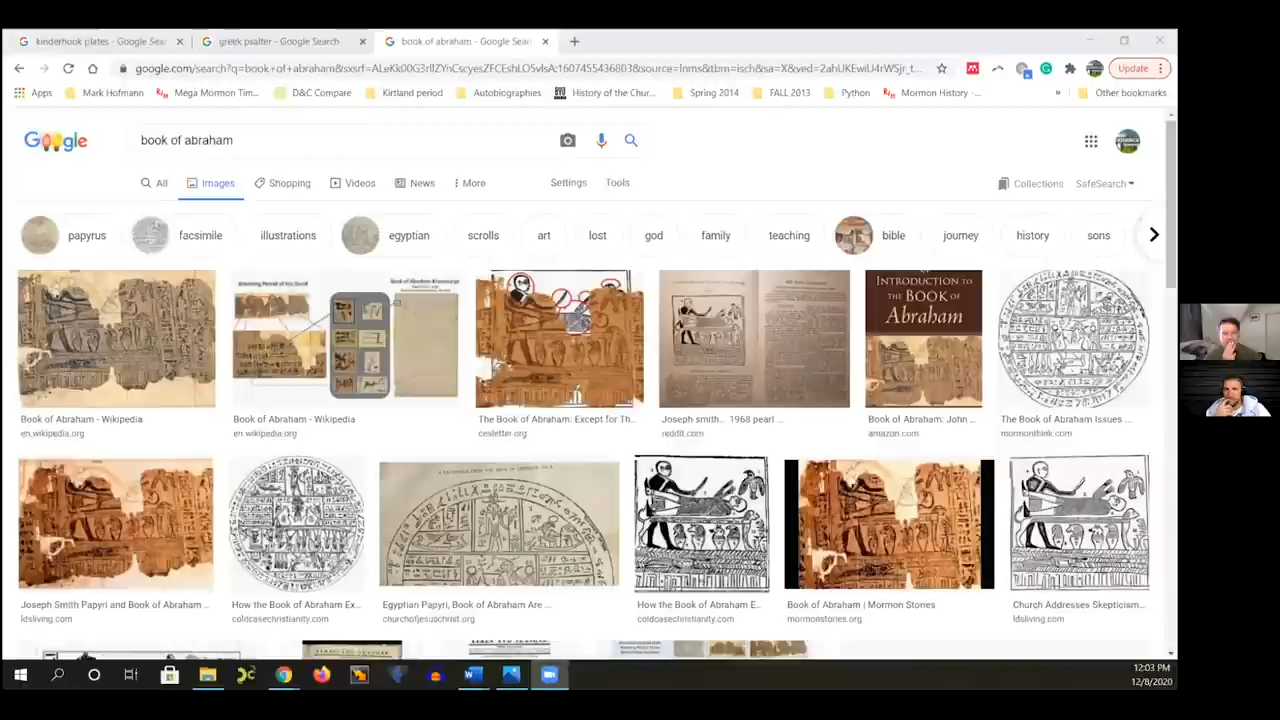 kinderhook plates - Google Sea
greek psalter - Google Search
book of abraham - Google Sear
Update
Apps
Mark Hofmann
Mega Mormon Tim...
D&C Compare
Kirtland period
Autobiographies
BYU
History of the Chur...
Spring 2014
FALL 2013
Python
Mormon History -...
»
Other bookmarks
Google
book of abraham
All
Images
Shopping
Videos
News
More
Settings
Tools
Collections
SafeSearch
papyrus
facsimile
illustrations
egyptian
scrolls
art
lost
god
family
teaching
bible
journey
history
sons
INTRODUCTION
TO THE BOOK OF
Abraham
Book of Abraham - Wikipedia
en.wikipedia.org
Book of Abraham - Wikipedia
en.wikipedia.org
The Book of Abraham: Except for Th...
cesletter.org
Joseph smith... 1968 pearl ...
reddit.com
Book of Abraham: John ...
amazon.com
The Book of Abraham Issues ...
mormonthink.com
Joseph Smith Papyri and Book of Abraham ...
ldsliving.com
How the Book of Abraham Ex...
coldcasechristianity.com
Egyptian Papyri, Book of Abraham Are ...
churchofjesuschrist.org
How the Book of Abraham E...
coldcasechristianity.com
Book of Abraham | Mormon Stories
mormonstories.org
Church Addresses Skepticism...
ldsliving.com
12:03 PM
12/8/2020